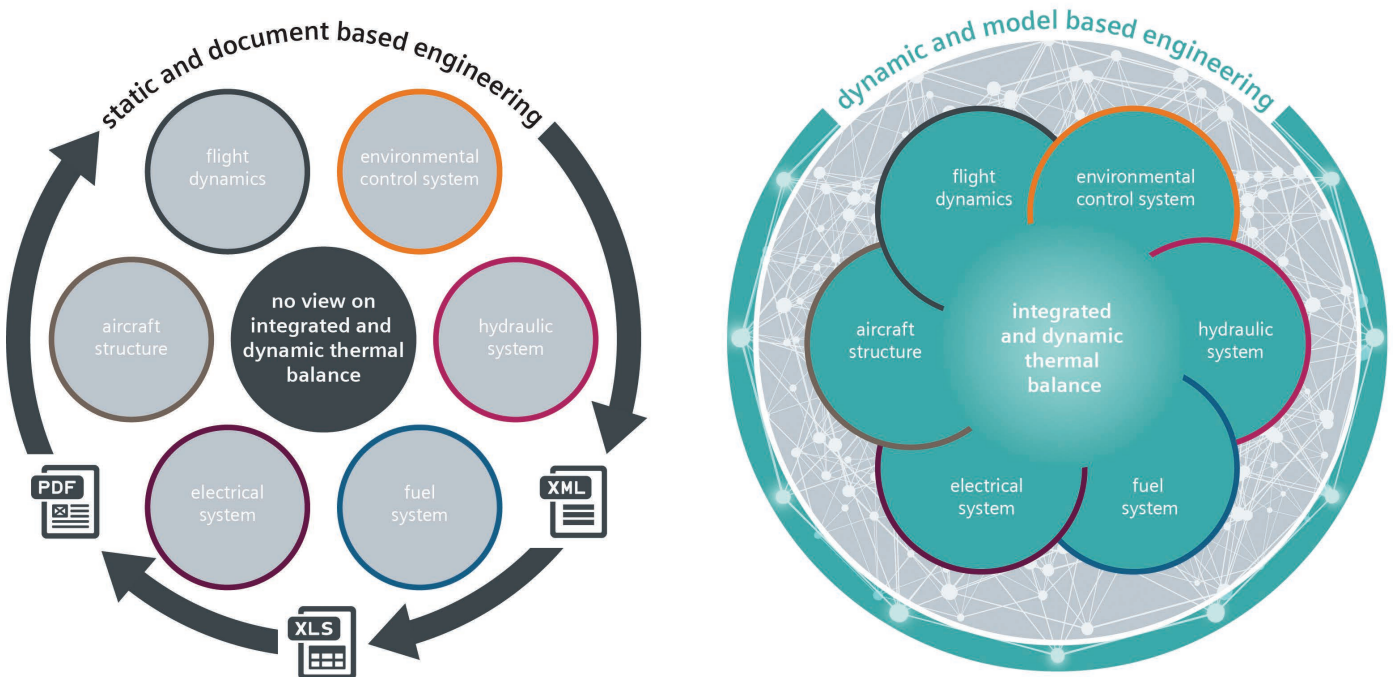 static and document based engineering
flight
dynamics
environmental
control system
aircraft
structure
no view on
integrated and
dynamic thermal
balance
hydraulic
system
electrical
system
fuel
system
PDF
XML
XLS
dynamic and model based engineering
flight
dynamics
environmental
control system
aircraft
structure
integrated
and dynamic
thermal
balance
hydraulic
system
electrical
system
fuel
system